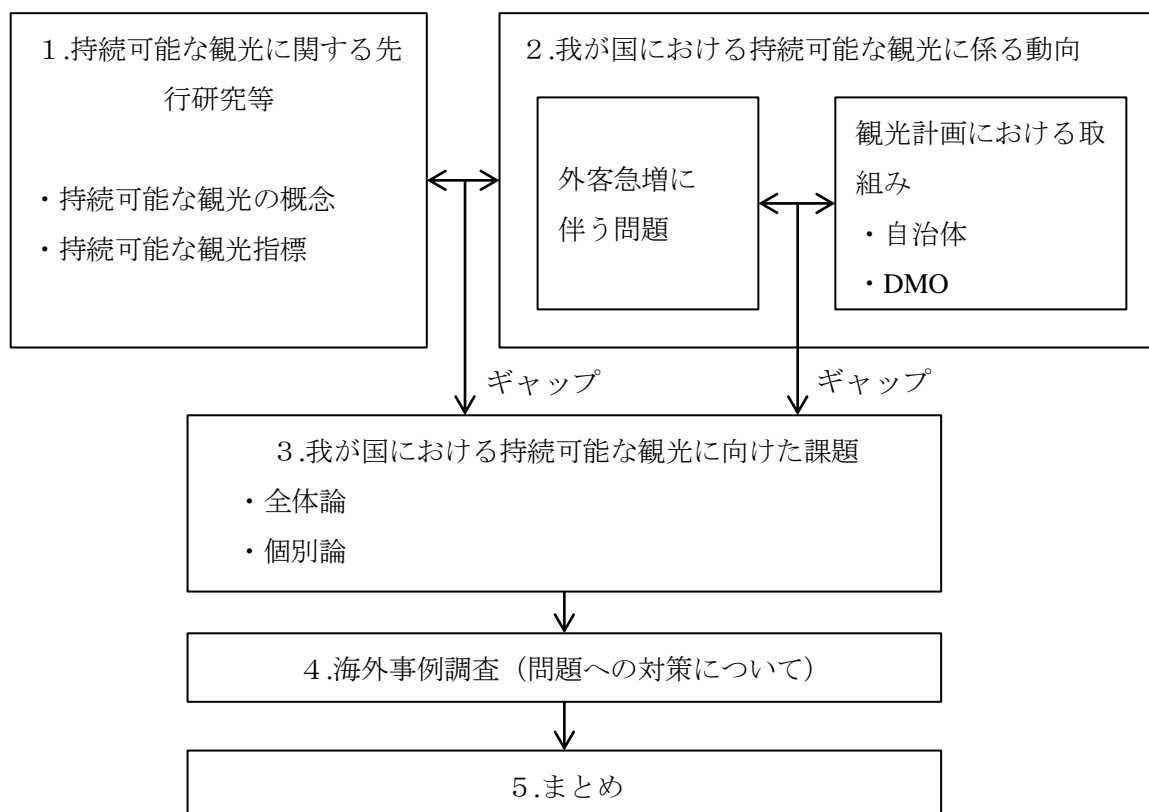 １.持続可能な観光に関する先
行研究等
・持続可能な観光の概念
・持続可能な観光指標
２.我が国における持続可能な観光に係る動向
外客急増に
伴う問題
観光計画における取
組み
・自治体
・DMO
ギャップ
ギャップ
３.我が国における持続可能な観光に向けた課題
・全体論
・個別論
４.海外事例調査（問題への対策について）
５.まとめ